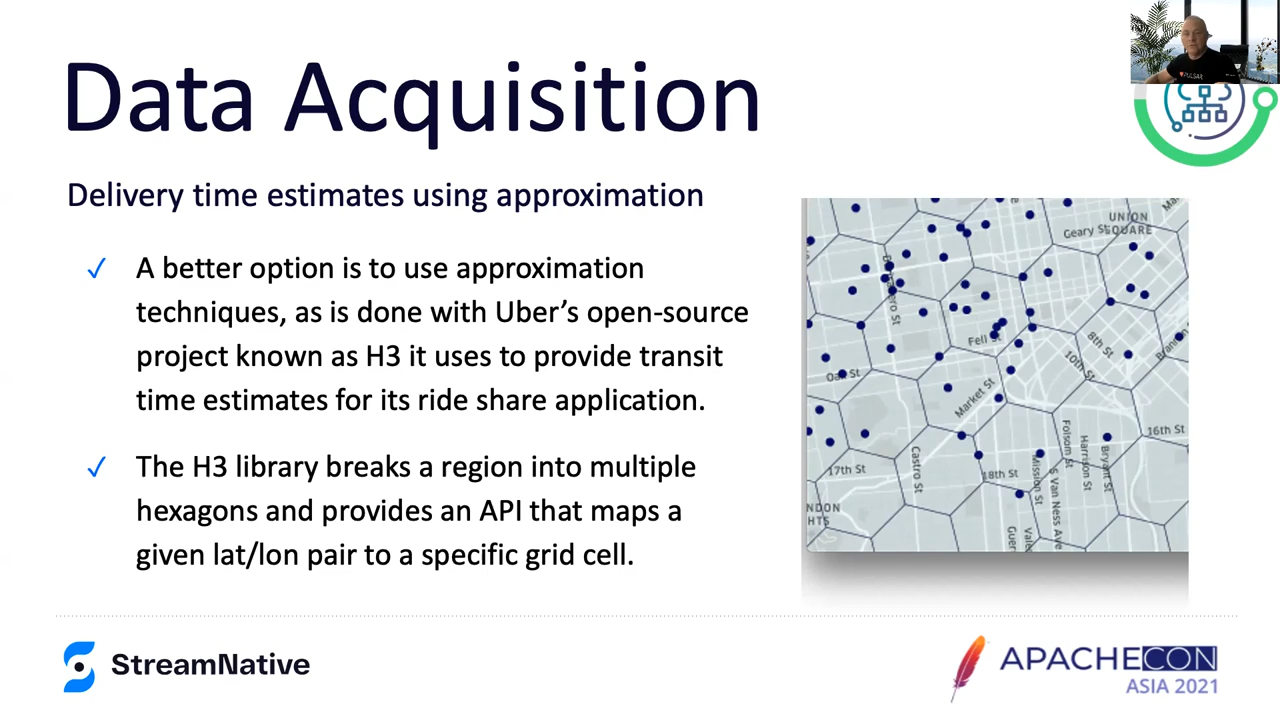 Data Acquisition
Delivery time estimates using approximation
✓ A better option is to use approximation
techniques, as is done with Uber’s open-source
project known as H3 it uses to provide transit
time estimates for its ride share application.
✓ The H3 library breaks a region into multiple
hexagons and provides an API that maps a
given lat/lon pair to a specific grid cell.
PULSAR
UNION
SQUARE
Geary St
Fell St
8th St
10th St
Oak St
Market St
16th St
Folsom St
Harrison St
Bryant St
17th St
Castro St
18th St
Mission St
S Van Ness Ave
StreamNative
APACHECON
ASIA 2021